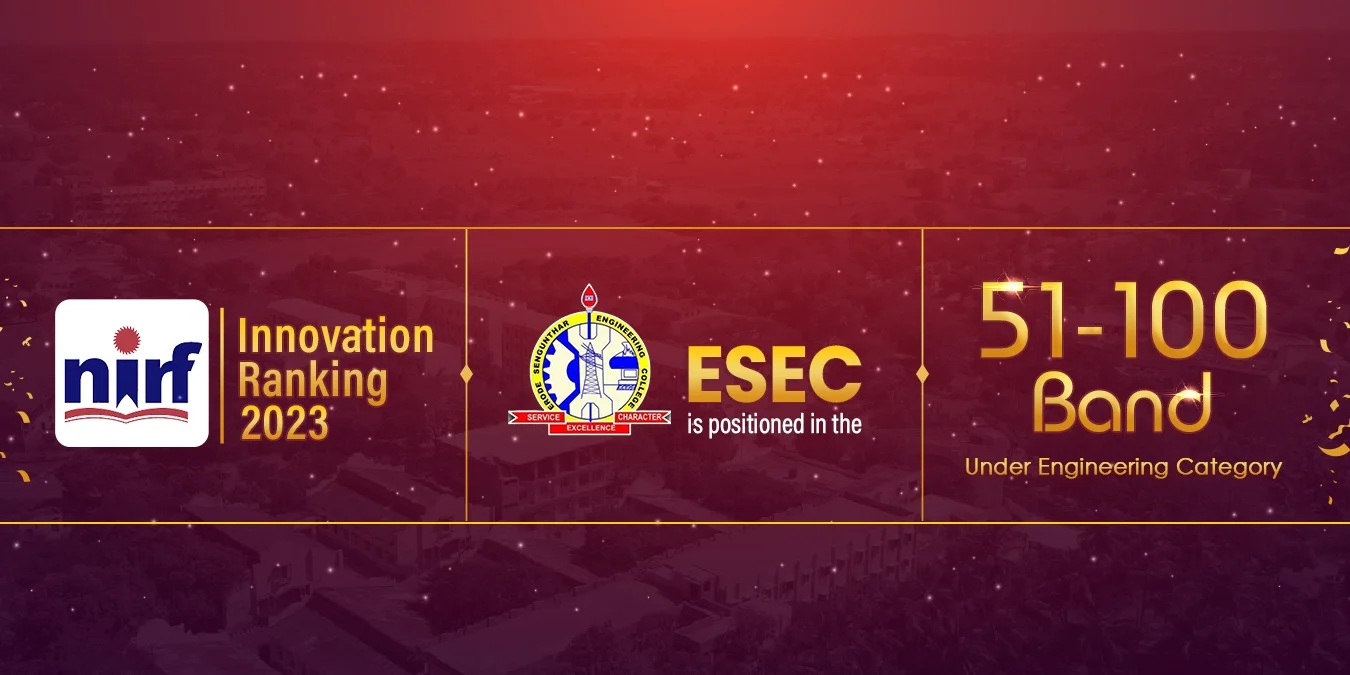 nirf
Innovation
Ranking
2023
ERODE SENGUNTHAR ENGINEERING COLLEGE
SERVICE
CHARACTER
EXCELLENCE
ESEC
is positioned in the
51-100
Band
Under Engineering Category